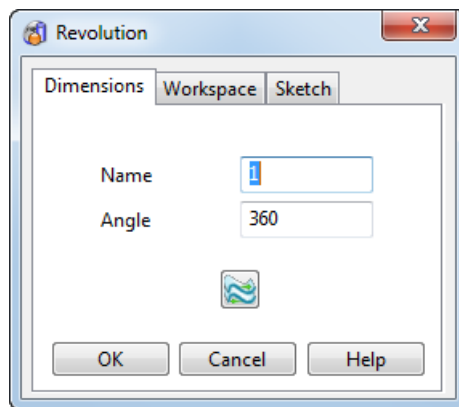 Revolution
Dimensions Workspace Sketch
Name 1
Angle 360
OK Cancel Help